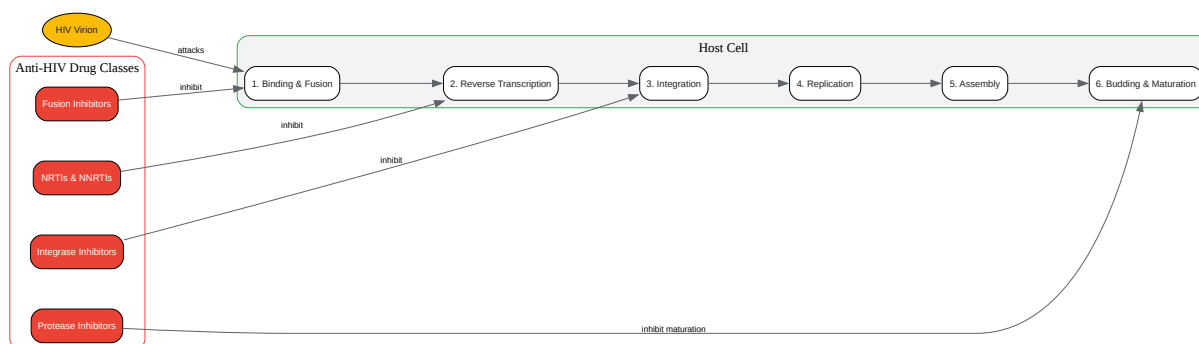 HIV Virion
attacks
Host Cell
Anti-HIV Drug Classes
1. Binding & Fusion
2. Reverse Transcription
3. Integration
4. Replication
5. Assembly
6. Budding & Maturation
Fusion Inhibitors
inhibit
inhibit
NRTIs & NNRTIs
inhibit
Integrase Inhibitors
Protease Inhibitors
inhibit maturation